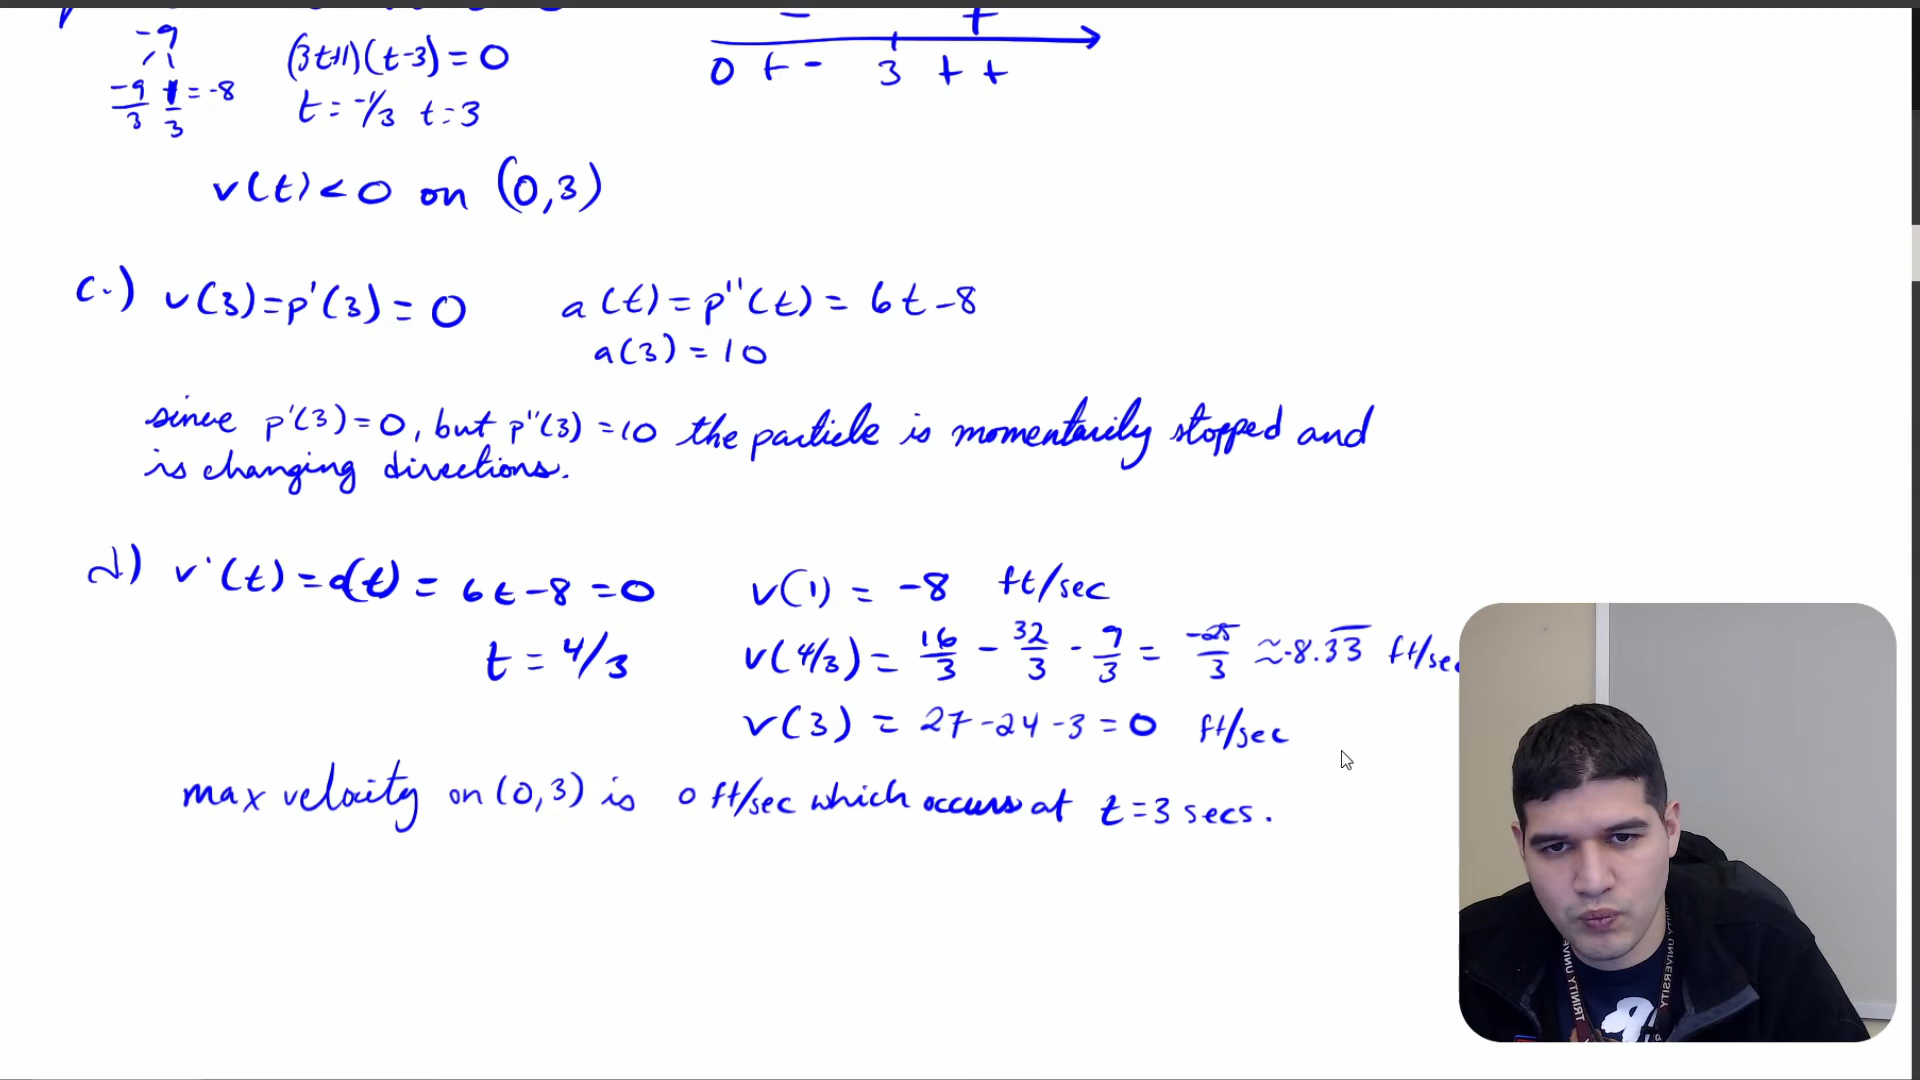 - +
-9
(3t+1)(t-3) = 0
0 + - 3 + +
-9/3 1/3 = -8
t = -1/3 t = 3
v(t) < 0 on (0,3)
c.) v(3) = p'(3) = 0 a(t) = p''(t) = 6t - 8
a(3) = 10
since p'(3) = 0, but p''(3) = 10 the particle is momentarily stopped and
is changing directions.
d) v'(t) = a(t) = 6t - 8 = 0 v(1) = -8 ft/sec
t = 4/3 v(4/3) = 16/3 - 32/3 - 9/3 = -25/3 ≈ -8.33 ft/sec
v(3) = 27 - 24 - 3 = 0 ft/sec
max velocity on (0,3) is 0 ft/sec which occurs at t = 3 secs.
TRINITY UNIVE
UNIVERSITY